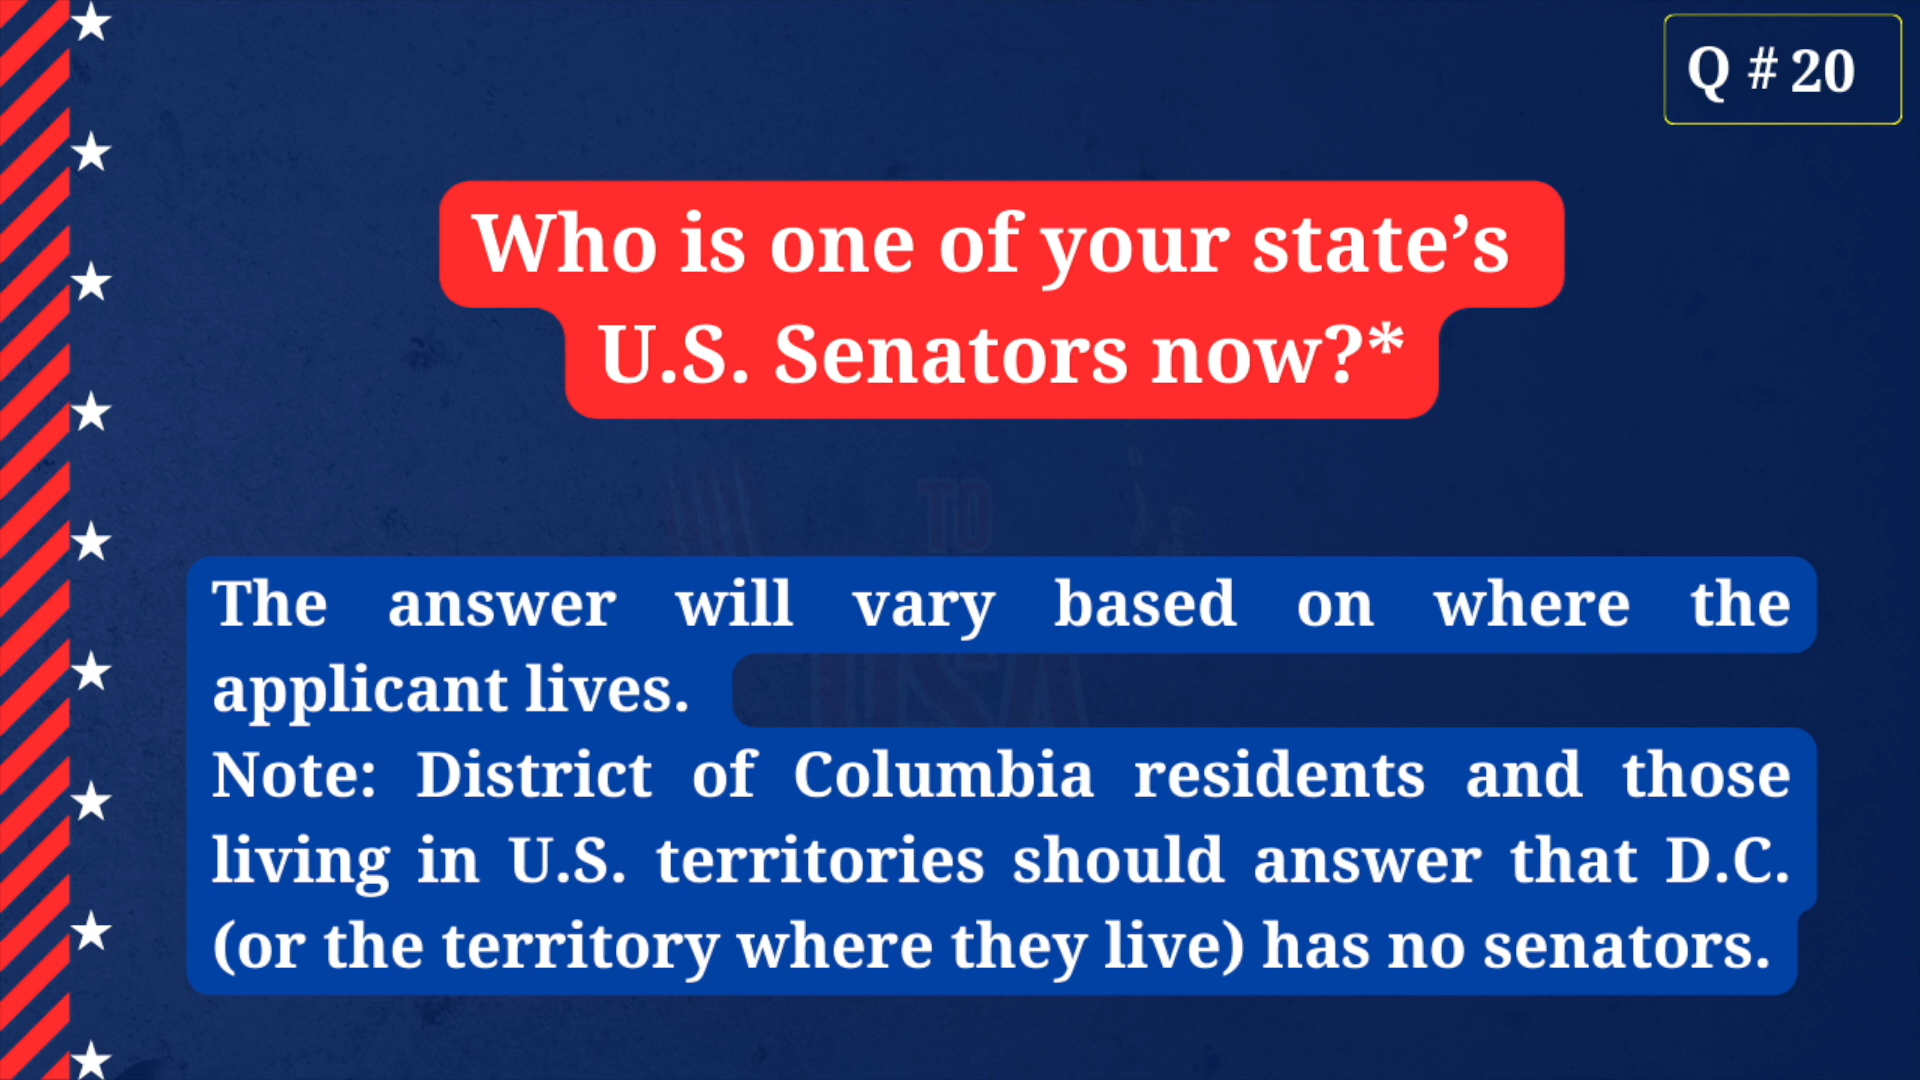 Q # 20
Who is one of your state’s
U.S. Senators now?*
TO
USA
The answer will vary based on where the
applicant lives.
Note: District of Columbia residents and those
living in U.S. territories should answer that D.C.
(or the territory where they live) has no senators.